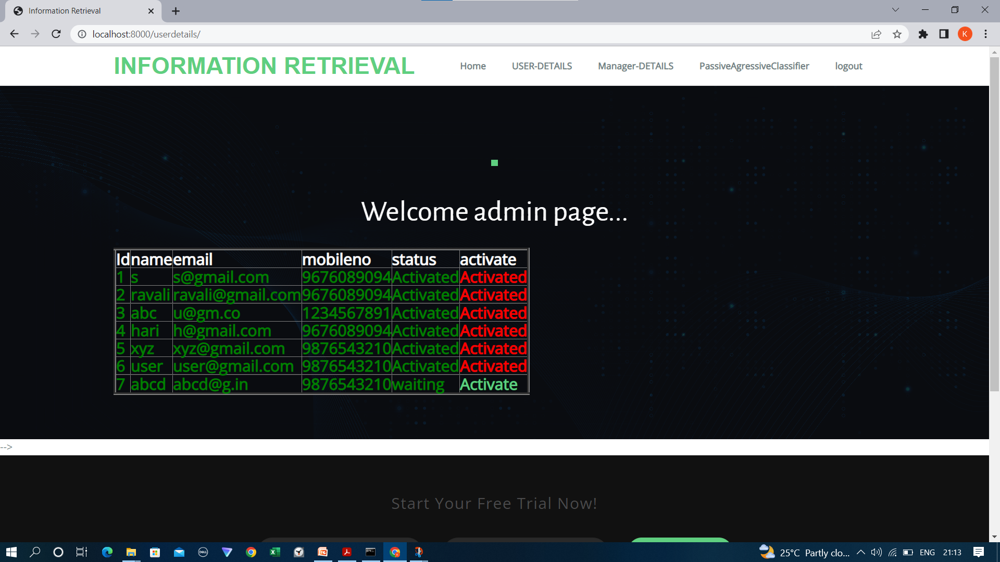 Information Retrieval
localhost:8000/userdetails/
K
INFORMATION RETRIEVAL Home USER-DETAILS Manager-DETAILS PassiveAgressiveClassifier logout
Welcome admin page...
Id name email mobileno status activate
1 s s@gmail.com 9676089094 Activated Activated
2 ravali ravali@gmail.com 9676089094 Activated Activated
3 abc u@gm.co 1234567891 Activated Activated
4 hari h@gmail.com 9676089094 Activated Activated
5 xyz xyz@gmail.com 9876543210 Activated Activated
6 user user@gmail.com 9876543210 Activated Activated
7 abcd abcd@g.in 9876543210 waiting Activate
-->
Start Your Free Trial Now!
DELL 25°C Partly clo... ENG 21:13